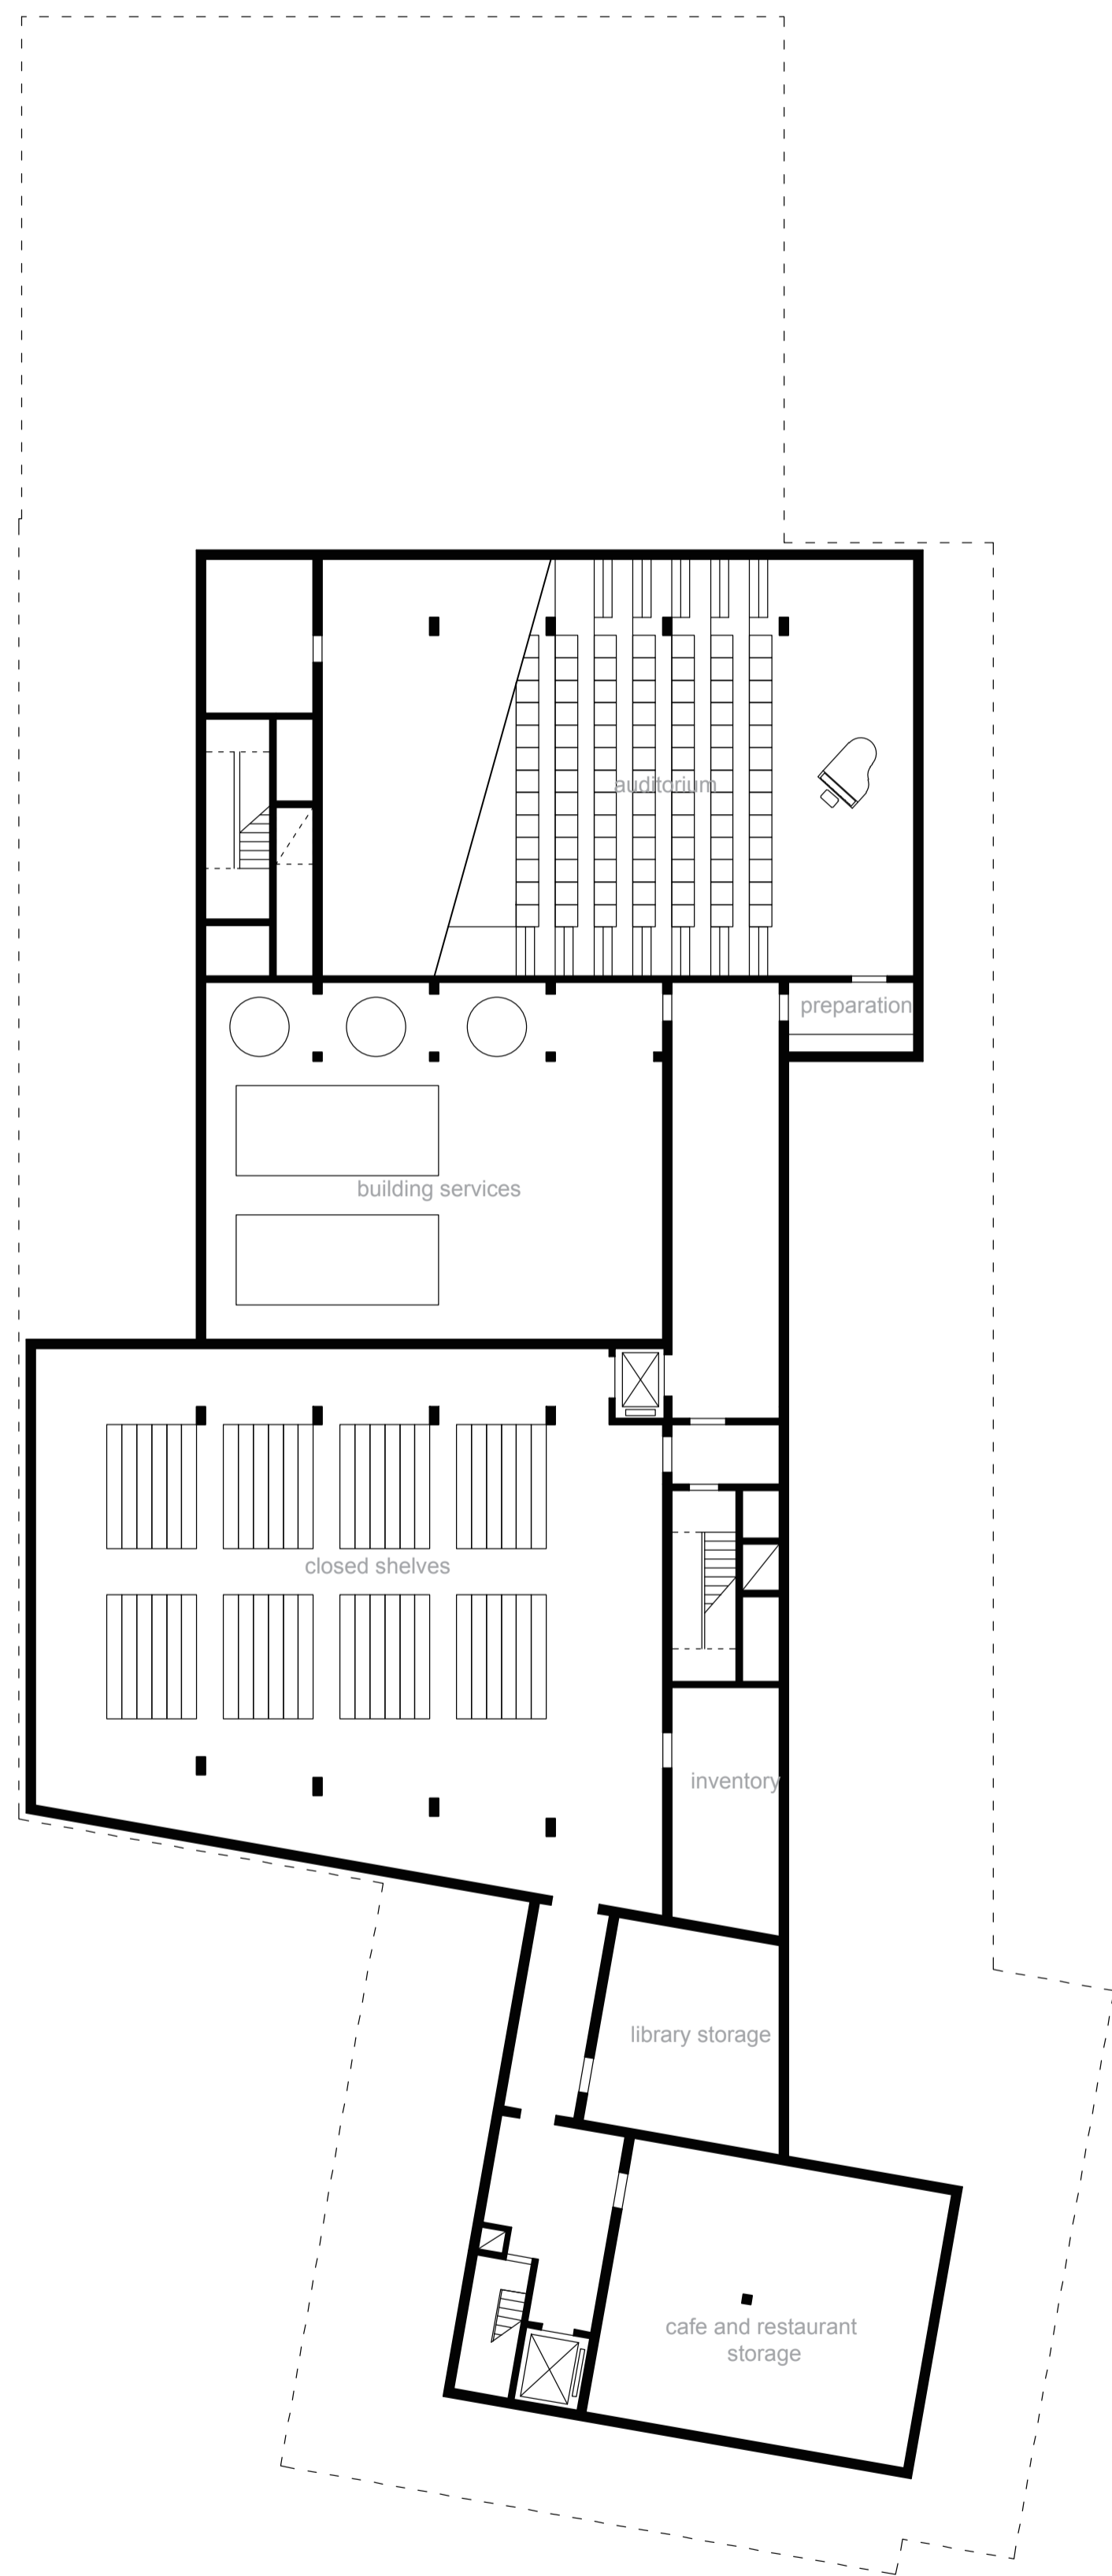 auditorium
preparation
building services
closed shelves
inventory
library storage
cafe and restaurant
storage